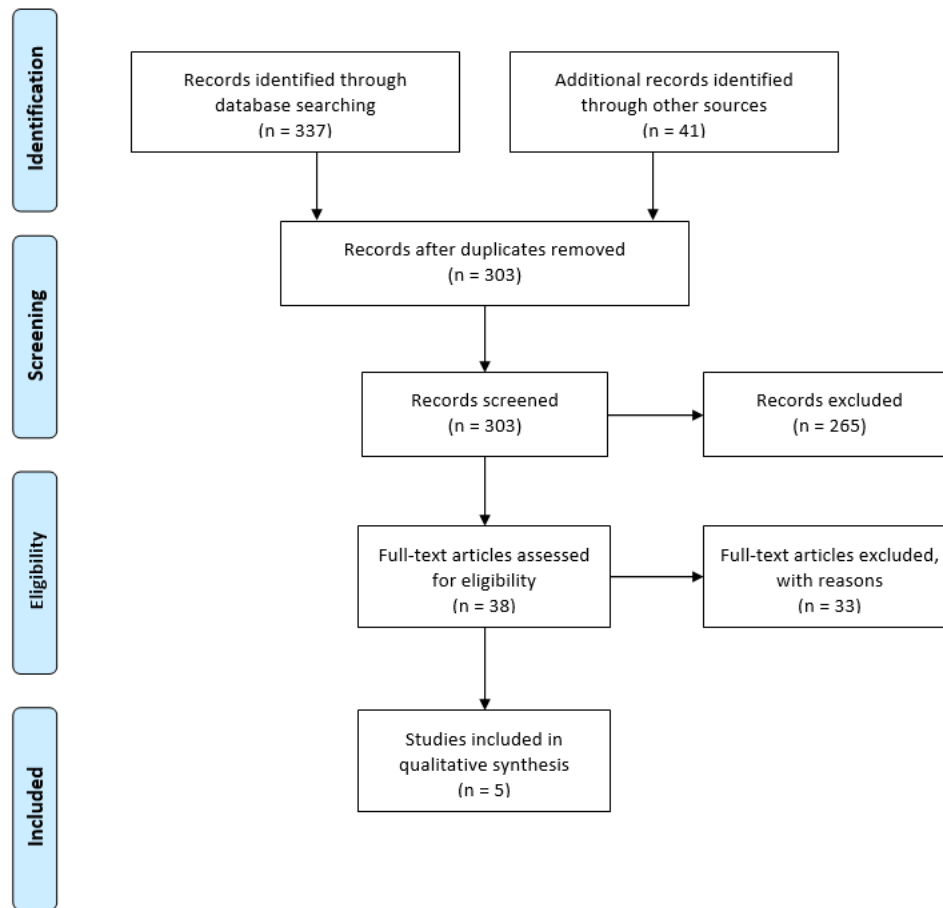 Identification
Records identified through
database searching
(n = 337)
Additional records identified
through other sources
(n = 41)
Screening
Records after duplicates removed
(n = 303)
Records screened
(n = 303)
Records excluded
(n = 265)
Eligibility
Full-text articles assessed
for eligibility
(n = 38)
Full-text articles excluded,
with reasons
(n = 33)
Included
Studies included in
qualitative synthesis
(n = 5)